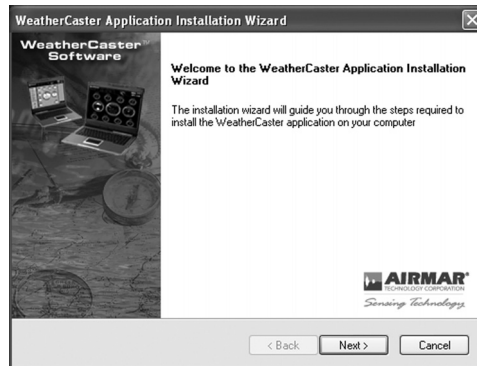 WeatherCaster Application Installation Wizard
WeatherCaster™
Software
Welcome to the WeatherCaster Application Installation
Wizard
The installation wizard will guide you through the steps required to
install the WeatherCaster application on your computer
AIRMAR®
TECHNOLOGY CORPORATION
Sensing Technology
< Back
Next >
Cancel